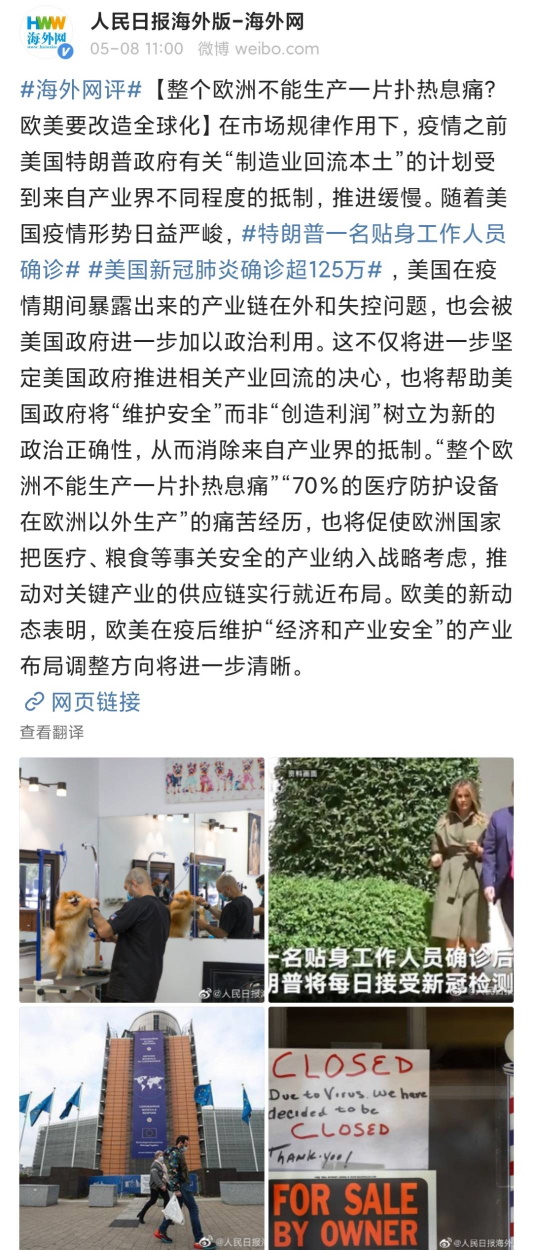 HWW
海外网
人民日报海外版-海外网
05-08 11:00 微博 weibo.com
#海外网评#【整个欧洲不能生产一片扑热息痛？
欧美要改造全球化】在市场规律作用下，疫情之前
美国特朗普政府有关“制造业回流本土”的计划受
到来自产业界不同程度的抵制，推进缓慢。随着美
国疫情形势日益严峻，#特朗普一名贴身工作人员
确诊# #美国新冠肺炎确诊超125万# ，美国在疫
情期间暴露出来的产业链在外和失控问题，也会被
美国政府进一步加以政治利用。这不仅将进一步坚
定美国政府推进相关产业回流的决心，也将帮助美
国政府将“维护安全”而非“创造利润”树立为新的
政治正确性，从而消除来自产业界的抵制。“整个欧
洲不能生产一片扑热息痛”“70%的医疗防护设备
在欧洲以外生产”的痛苦经历，也将促使欧洲国家
把医疗、粮食等事关安全的产业纳入战略考虑，推
动对关键产业的供应链实行就近布局。欧美的新动
态表明，欧美在疫后维护“经济和产业安全”的产业
布局调整方向将进一步清晰。
网页链接
查看翻译
资料画面
一名贴身工作人员确诊后
朗普将每日接受新冠检测
@人民日报海
@人民日报海
CLOSED
Due to Virus. We have
decided to be
CLOSED
Thank-you!
FOR SALE
BY OWNER
@人民日报海外